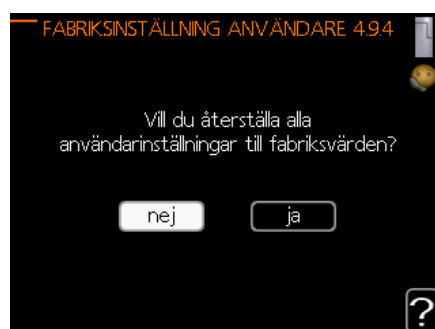 FABRIKSINSTÄLLNING ANVÄNDARE 4.9.4
Vill du återställa alla
användarinställningar till fabriksvärden?
nej
ja
?